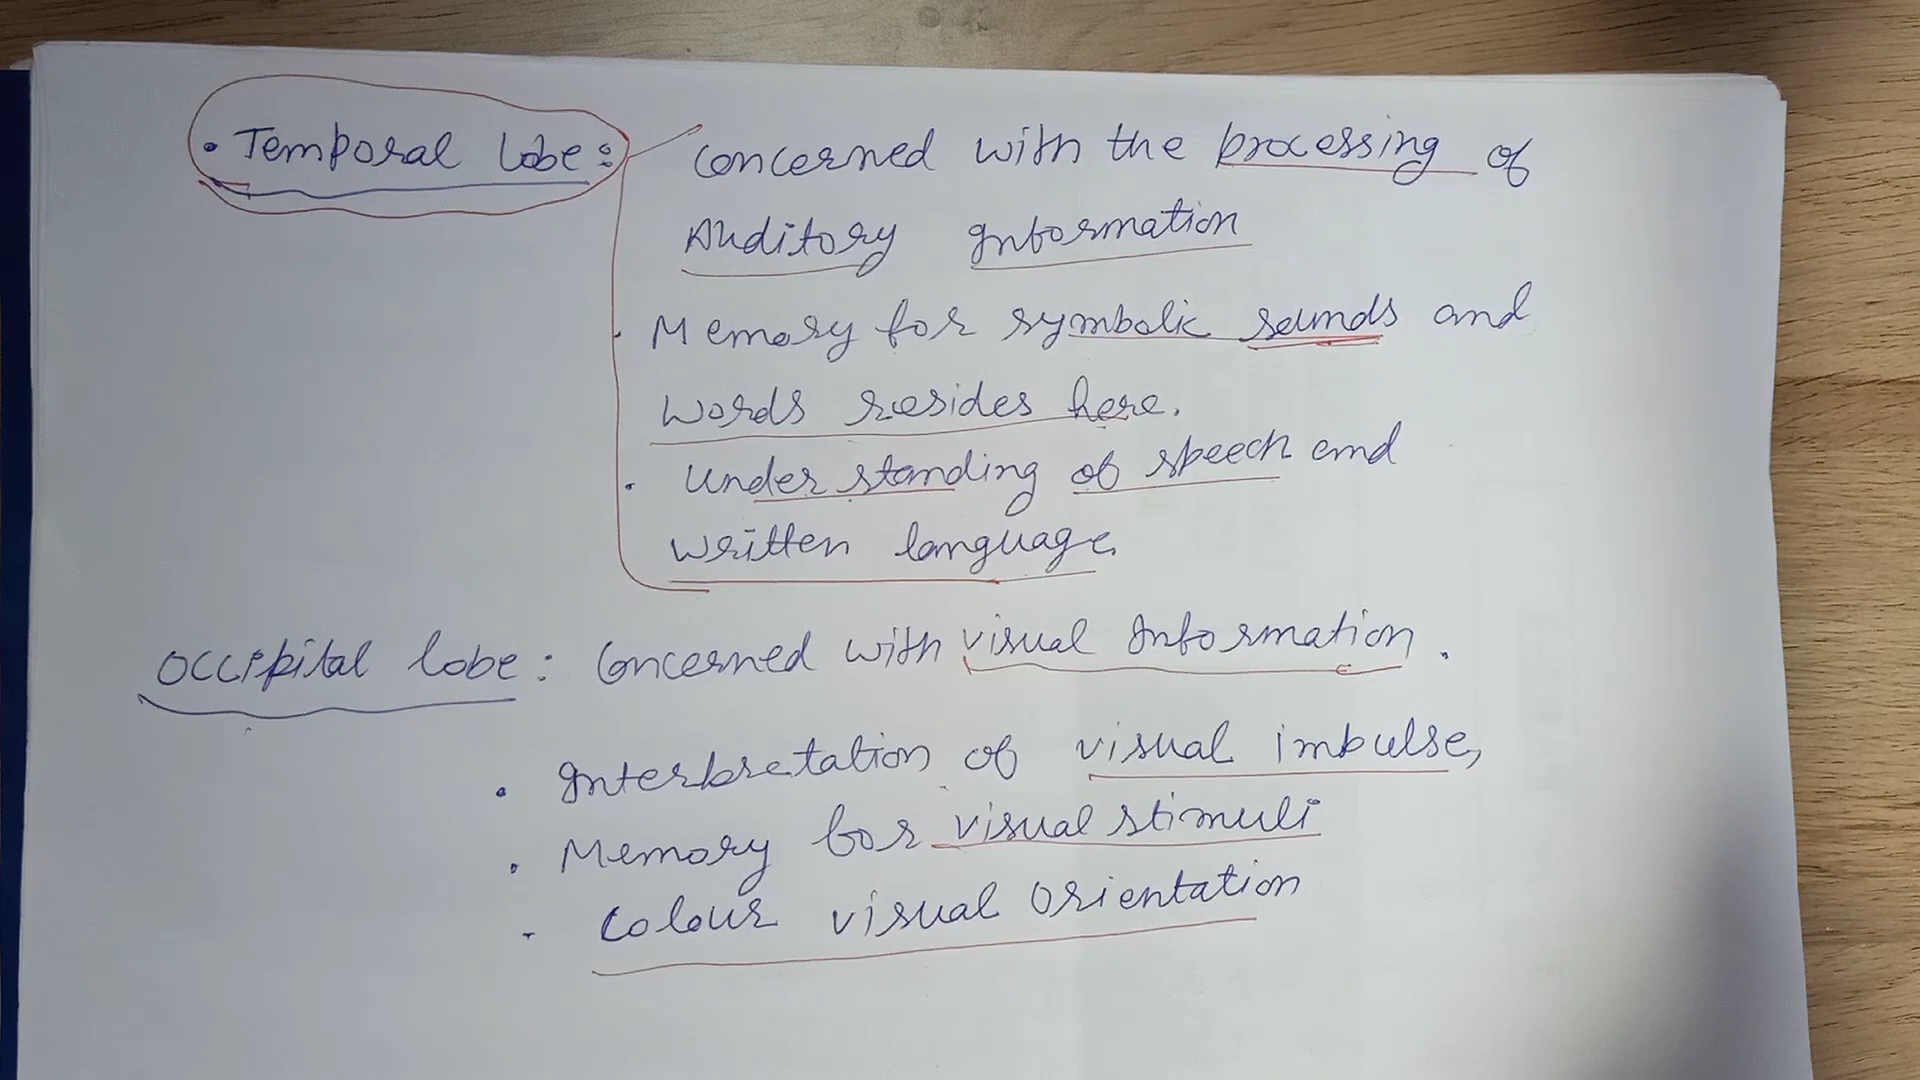 • Temporal lobe: Concerned with the processing of
Auditory Information
• Memory for symbolic sounds and
words resides here.
• Understanding of speech and
written language.
Occipital lobe: Concerned with visual Information.
• Interpretation of visual impulse,
• Memory for visual stimuli
• Colour visual Orientation